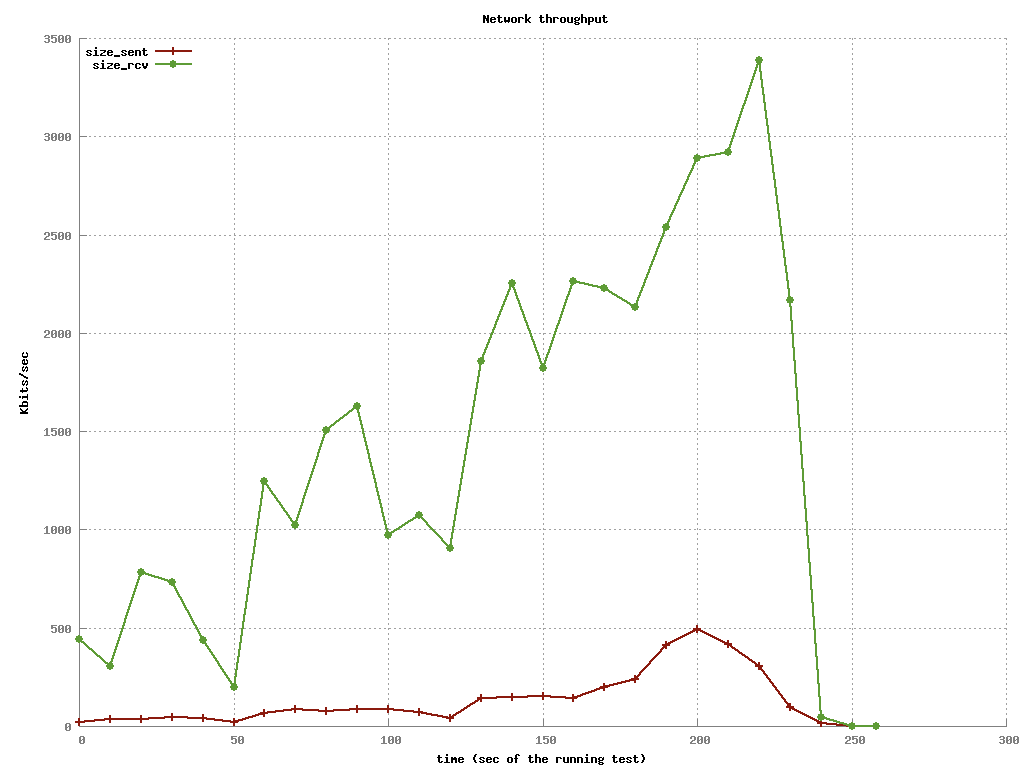 Network throughput
size_sent
size_rcv
3500
3000
2500
2000
1500
1000
500
0
Kbits/sec
0 50 100 150 200 250 300
time (sec of the running test)